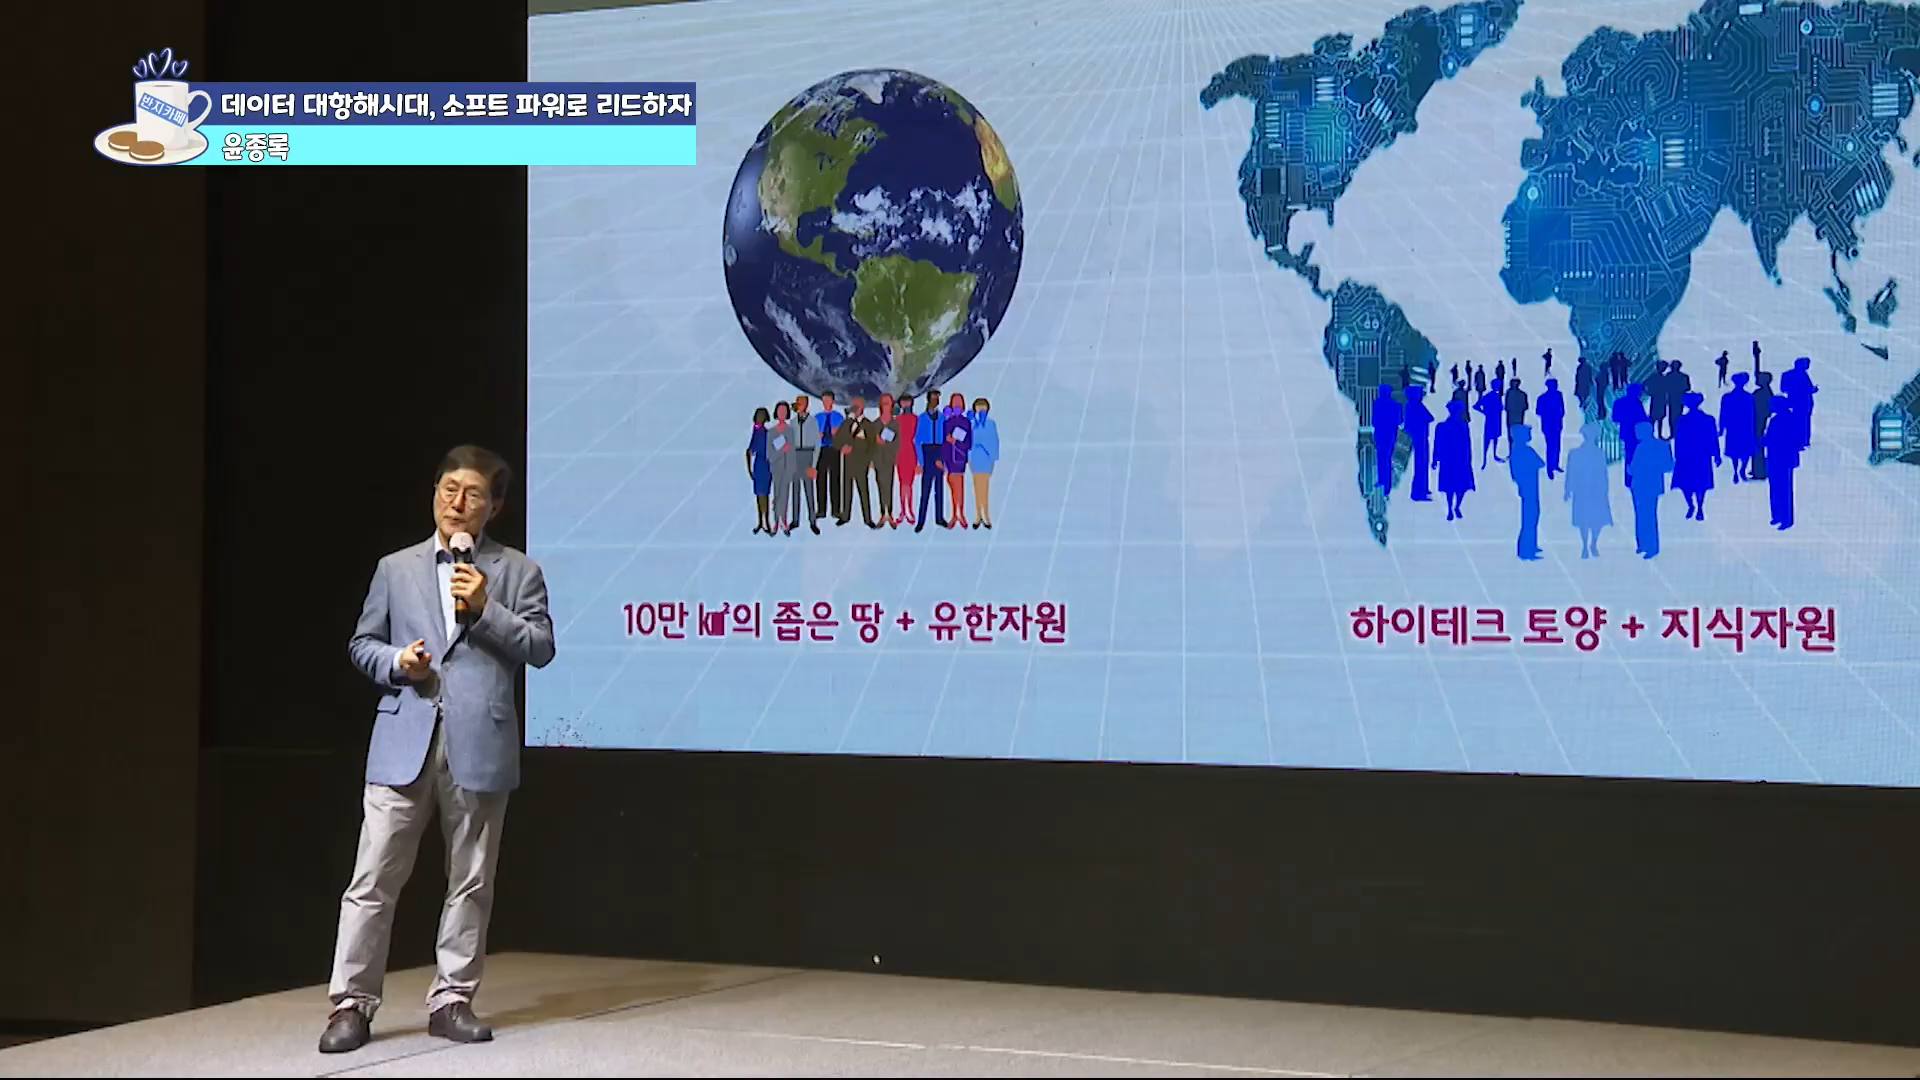 반지카페
데이터 대항해시대, 소프트 파워로 리드하자
윤종록
10만 ㎢의 좁은 땅 + 유한자원
하이테크 토양 + 지식자원